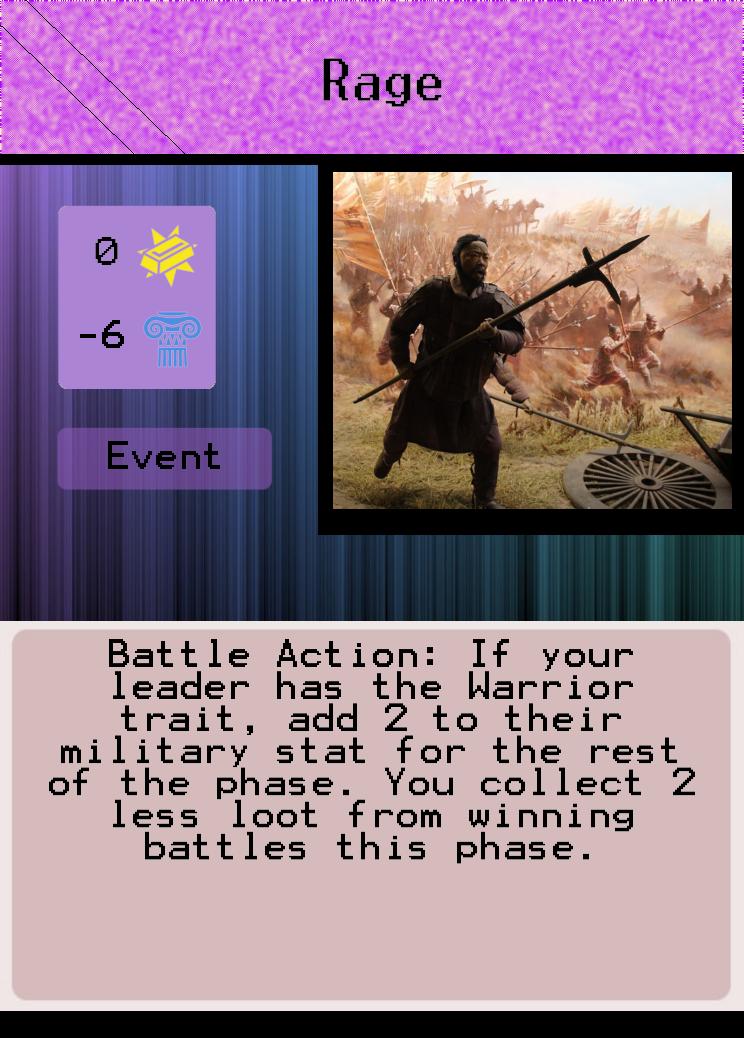 Rage
0
-6
Event
Battle Action: If your
leader has the Warrior
trait, add 2 to their
military stat for the rest
of the phase. You collect 2
less loot from winning
battles this phase.